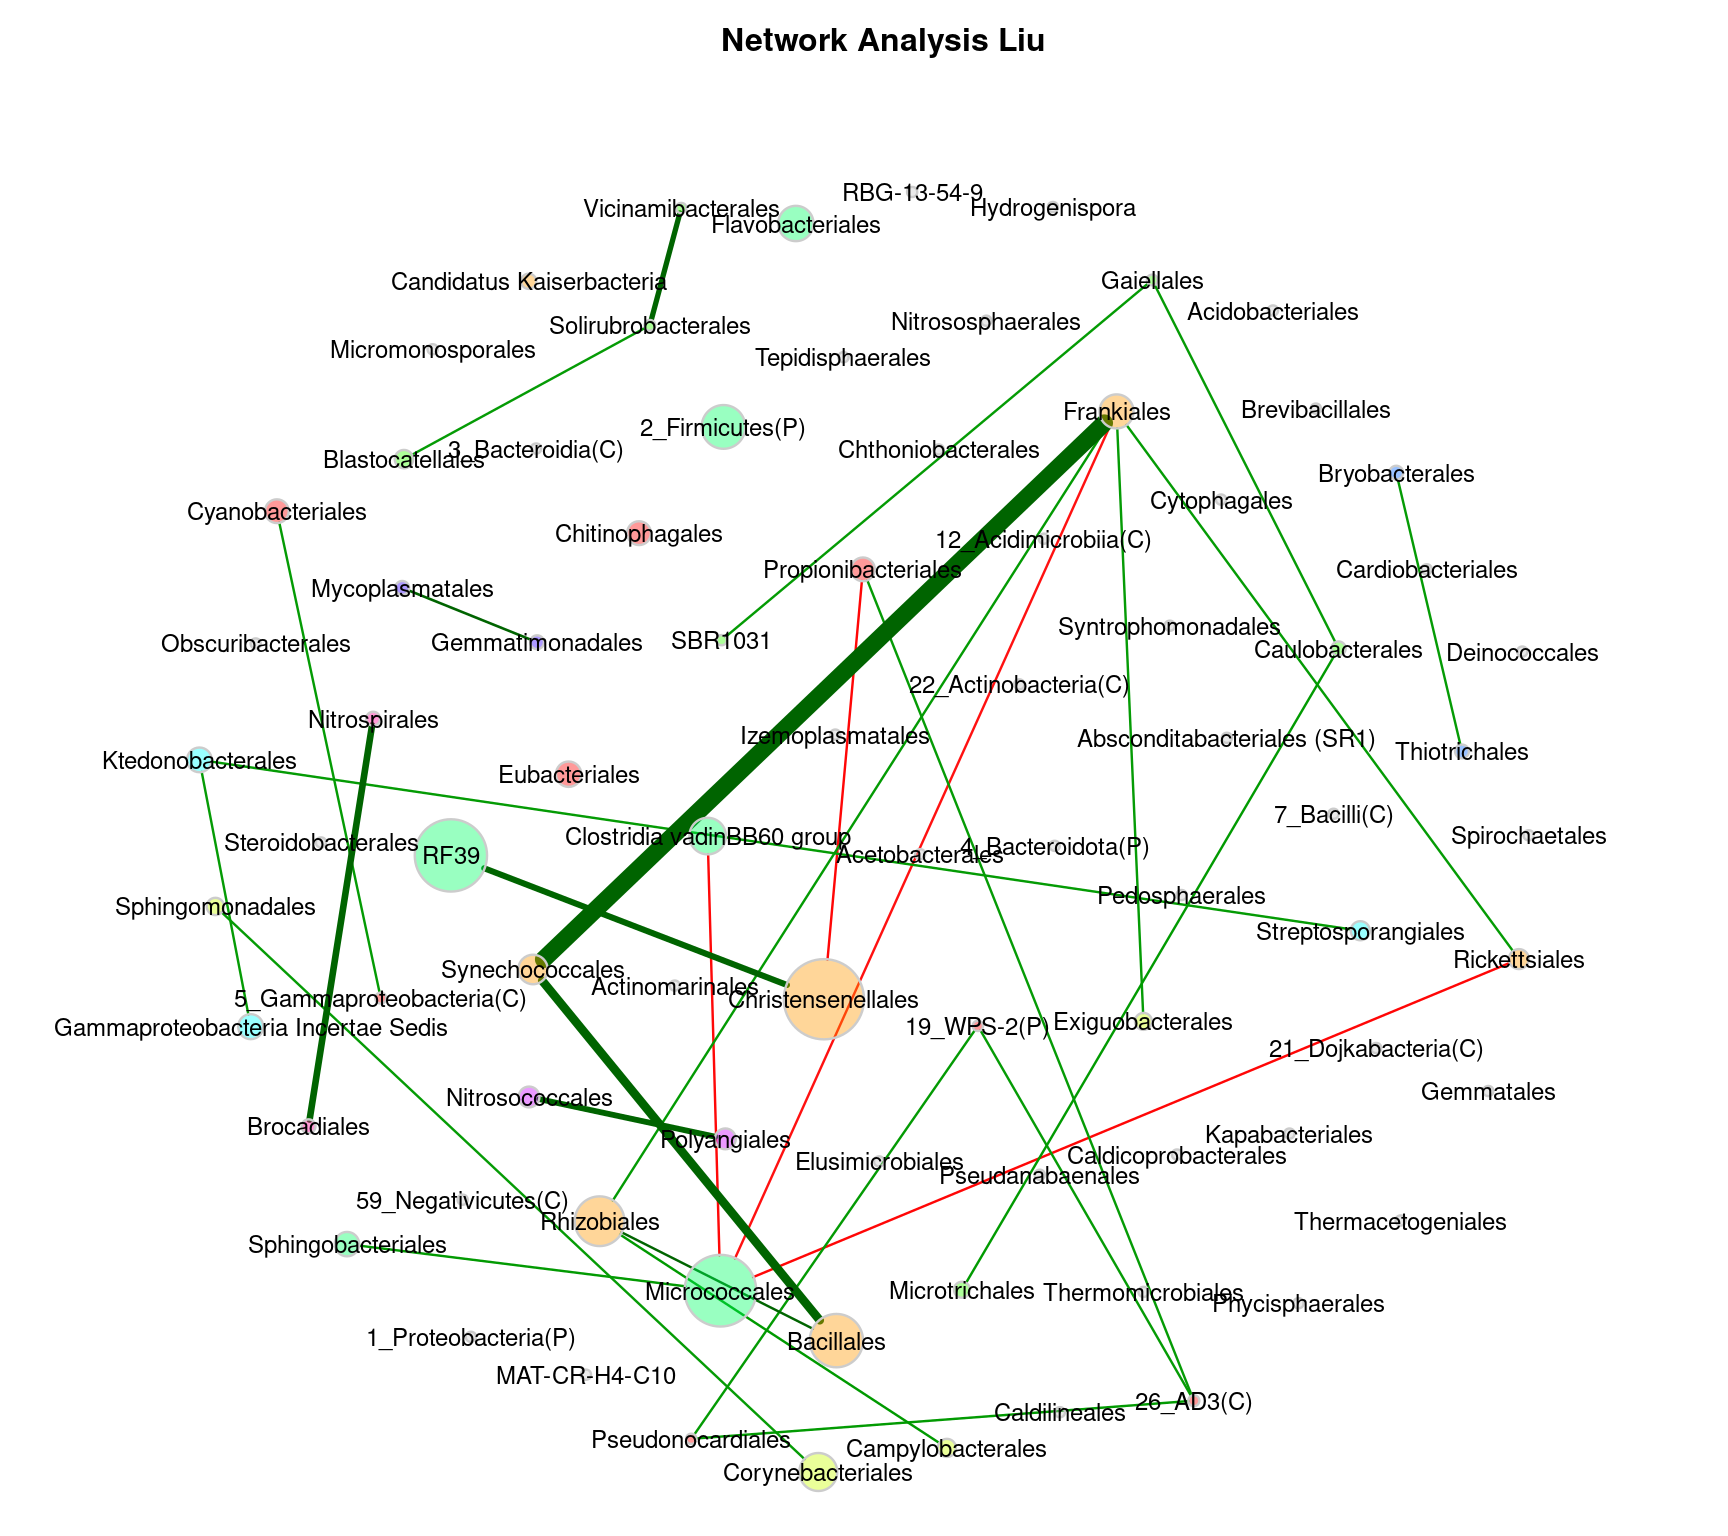 Network Analysis Liu
RBG-13-54-9
Vicinamibacterales
Hydrogenispora
Flavobacteriales
Candidatus Kaiserbacteria
Gaiellales
Acidobacteriales
Nitrososphaerales
Solirubrobacterales
Micromonosporales
Tepidisphaerales
Frankiales
Brevibacillales
2_Firmicutes(P)
3_Bacteroidia(C)
Chthoniobacterales
Blastocatellales
Bryobacterales
Cytophagales
Cyanobacteriales
Chitinophagales
12_Acidimicrobiia(C)
Propionibacteriales
Cardiobacteriales
Mycoplasmatales
Syntrophomonadales
SBR1031
Gemmatimonadales
Obscuribacterales
Caulobacterales
Deinococcales
22_Actinobacteria(C)
Nitrospirales
Izemoplasmatales
Absconditabacteriales (SR1)
Thiotrichales
Ktedonobacterales
Eubacteriales
7_Bacilli(C)
Clostridia vadinBB60 group
Spirochaetales
Steroidobacterales
4_Bacteroidota(P)
RF39
Acetobacterales
Pedosphaerales
Sphingomonadales
Streptosporangiales
Rickettsiales
Synechococcales
Actinomarinales
5_Gammaproteobacteria(C)
Christensenellales
Exiguobacterales
19_WPS-2(P)
Gammaproteobacteria Incertae Sedis
21_Dojkabacteria(C)
Gemmatales
Nitrosococcales
Brocadiales
Kapabacteriales
Polyangiales
Caldicoprobacterales
Elusimicrobiales
Pseudanabaenales
59_Negativicutes(C)
Rhizobiales
Thermacetogeniales
Sphingobacteriales
Micrococcales
Microtrichales
Thermomicrobiales
Phycisphaerales
1_Proteobacteria(P)
Bacillales
MAT-CR-H4-C10
26_AD3(C)
Caldilineales
Pseudonocardiales
Campylobacterales
Corynebacteriales